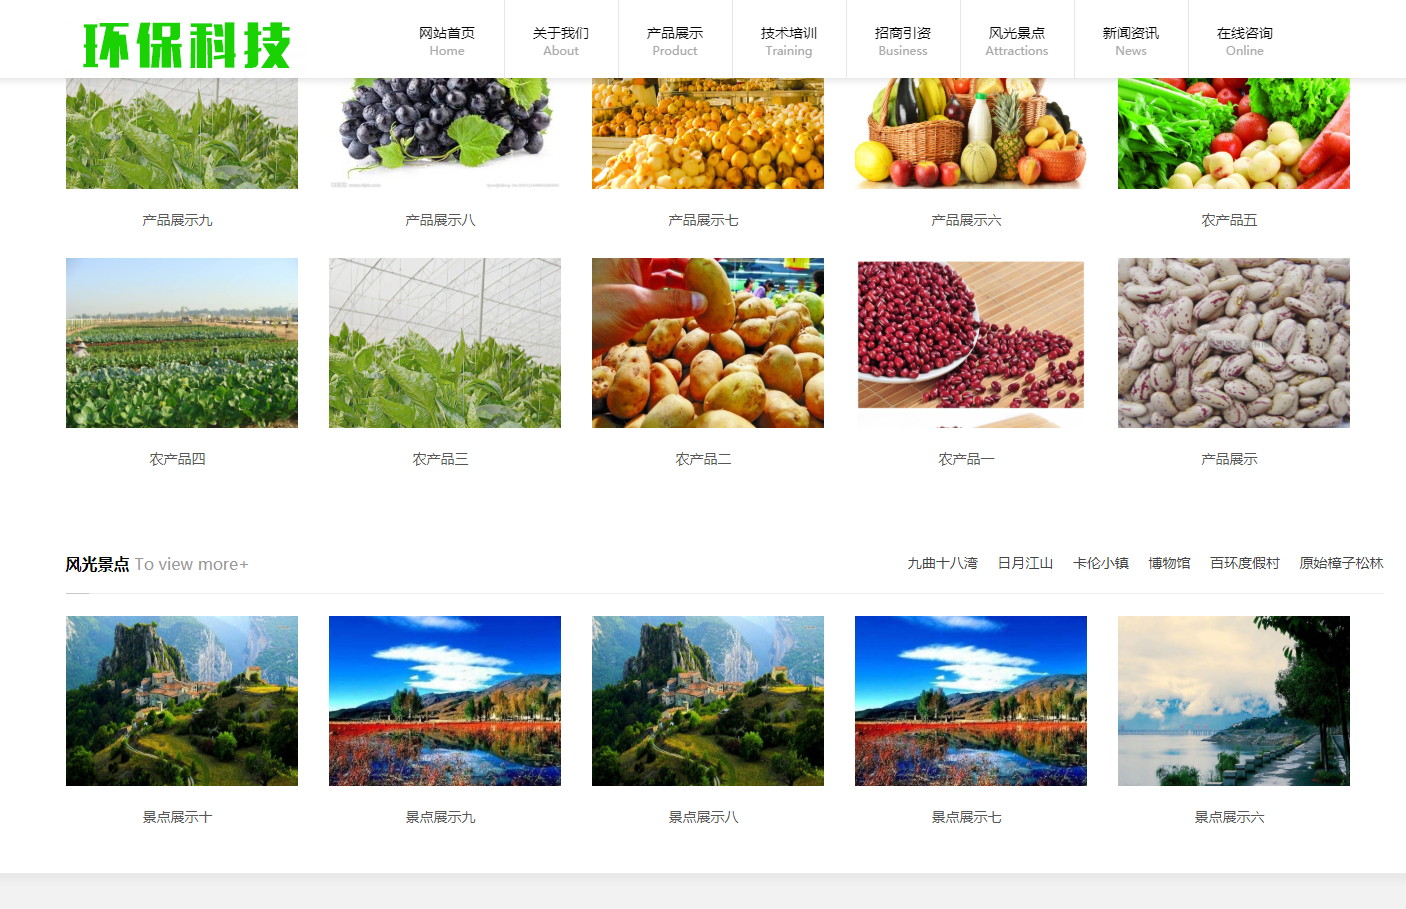 环保科技
网站首页
Home
关于我们
About
产品展示
Product
技术培训
Training
招商引咨
Business
风光景点
Attractions
新闻资讯
News
在线咨询
Online
产品展示九
产品展示八
产品展示七
产品展示六
农产品五
农产品四
农产品三
农产品二
农产品一
产品展示
风光景点 To view more+
九曲十八湾 日月江山 卡伦小镇 博物馆 百环度假村 原始樟子松林
景点展示十
景点展示九
景点展示八
景点展示七
景点展示六